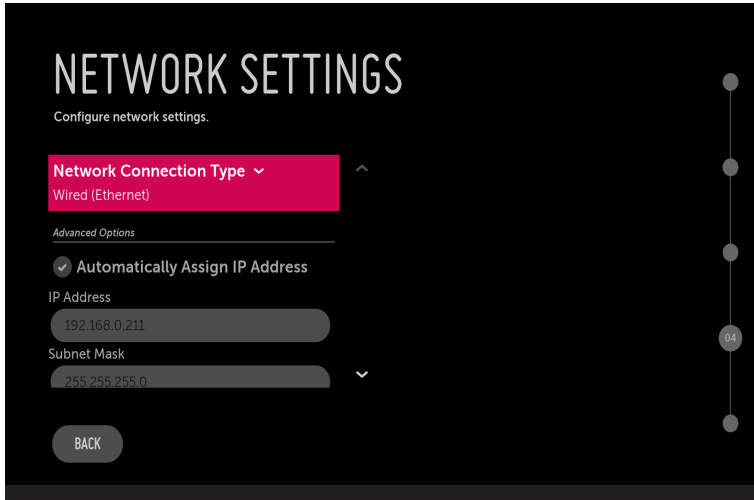 NETWORK SETTINGS
Configure network settings.
Network Connection Type
Wired (Ethernet)
Advanced Options
Automatically Assign IP Address
IP Address
192.168.0.211
Subnet Mask
255.255.255.0
04
BACK